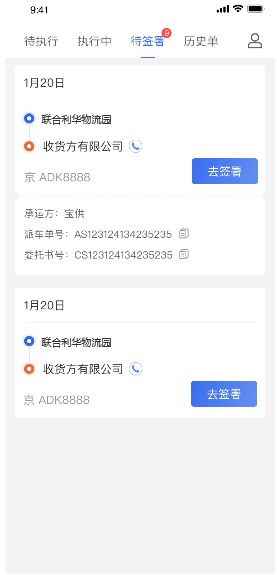 9:41
待执行 执行中 待签署 9 历史单
1月20日
联合利华物流园
收货方有限公司
京 ADK8888 去签署
承运方：宝供
派车单号：AS123124134235235
委托书号：CS123124134235235
1月20日
联合利华物流园
收货方有限公司
京 ADK8888 去签署